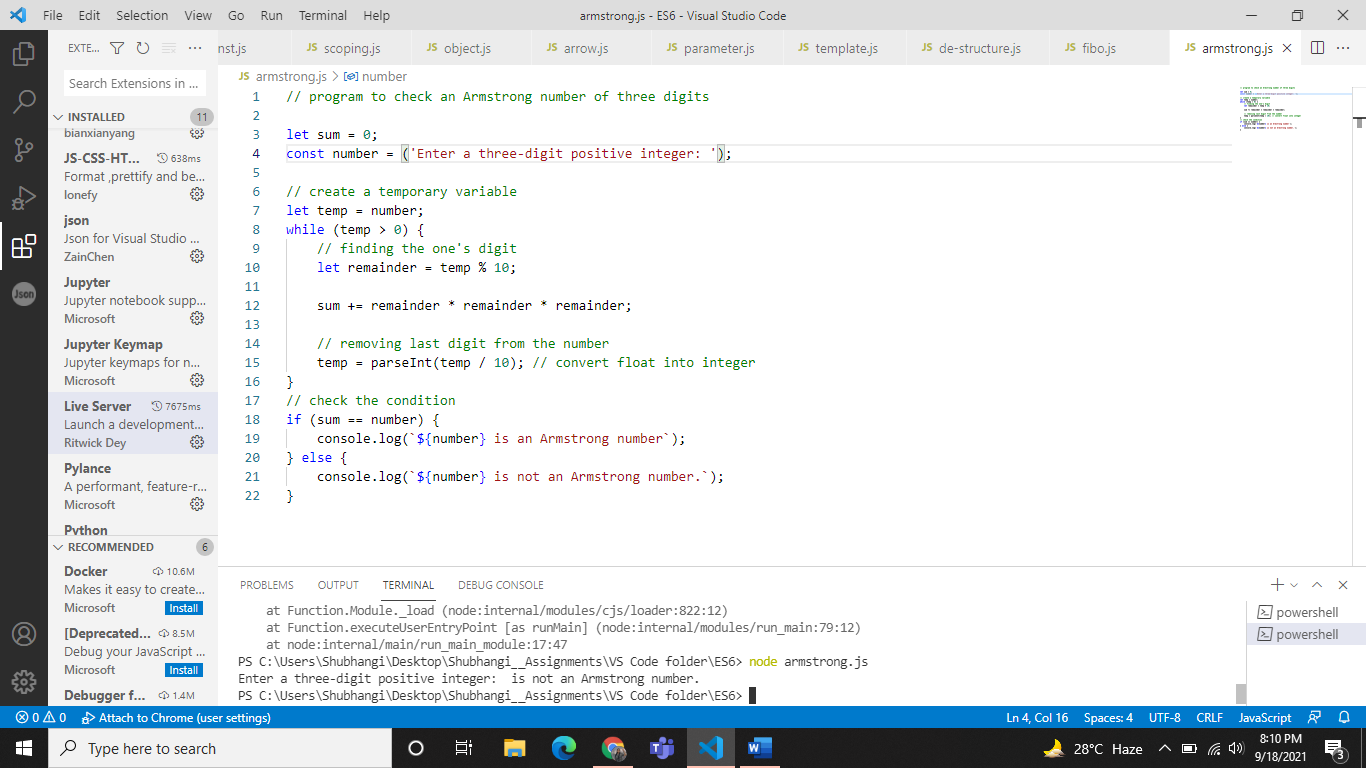 File Edit Selection View Go Run Terminal Help armstrong.js - ES6 - Visual Studio Code
EXTE... nst.js JS scoping.js JS object.js JS arrow.js JS parameter.js JS template.js JS de-structure.js JS fibo.js JS armstrong.js
Search Extensions in ...
INSTALLED 11
bianxianyang
JS-CSS-HT... 638ms
Format ,prettify and be...
lonefy
json
Json for Visual Studio ...
ZainChen
Jupyter
Jupyter notebook supp...
Microsoft
Jupyter Keymap
Jupyter keymaps for n...
Microsoft
Live Server 7675ms
Launch a development...
Ritwick Dey
Pylance
A performant, feature-r...
Microsoft
Python
RECOMMENDED 6
Docker 10.6M
Makes it easy to create...
Microsoft Install
[Deprecated... 8.5M
Debug your JavaScript ...
Microsoft Install
Debugger f... 1.4M
Json
JS armstrong.js > number
1 // program to check an Armstrong number of three digits
2
3 let sum = 0;
4 const number = ('Enter a three-digit positive integer: ');
5
6 // create a temporary variable
7 let temp = number;
8 while (temp > 0) {
9 // finding the one's digit
10 let remainder = temp % 10;
11
12 sum += remainder * remainder * remainder;
13
14 // removing last digit from the number
15 temp = parseInt(temp / 10); // convert float into integer
16 }
17 // check the condition
18 if (sum == number) {
19 console.log(`${number} is an Armstrong number`);
20 } else {
21 console.log(`${number} is not an Armstrong number.`);
22 }
PROBLEMS OUTPUT TERMINAL DEBUG CONSOLE
at Function.Module._load (node:internal/modules/cjs/loader:822:12)
at Function.executeUserEntryPoint [as runMain] (node:internal/modules/run_main:79:12)
at node:internal/main/run_main_module:17:47
PS C:\Users\Shubhangi\Desktop\Shubhangi__Assignments\VS Code folder\ES6> node armstrong.js
Enter a three-digit positive integer:  is not an Armstrong number.
PS C:\Users\Shubhangi\Desktop\Shubhangi__Assignments\VS Code folder\ES6>
powershell
powershell
0 0 Attach to Chrome (user settings) Ln 4, Col 16 Spaces: 4 UTF-8 CRLF JavaScript
Type here to search 28°C Haze 8:10 PM
9/18/2021 3